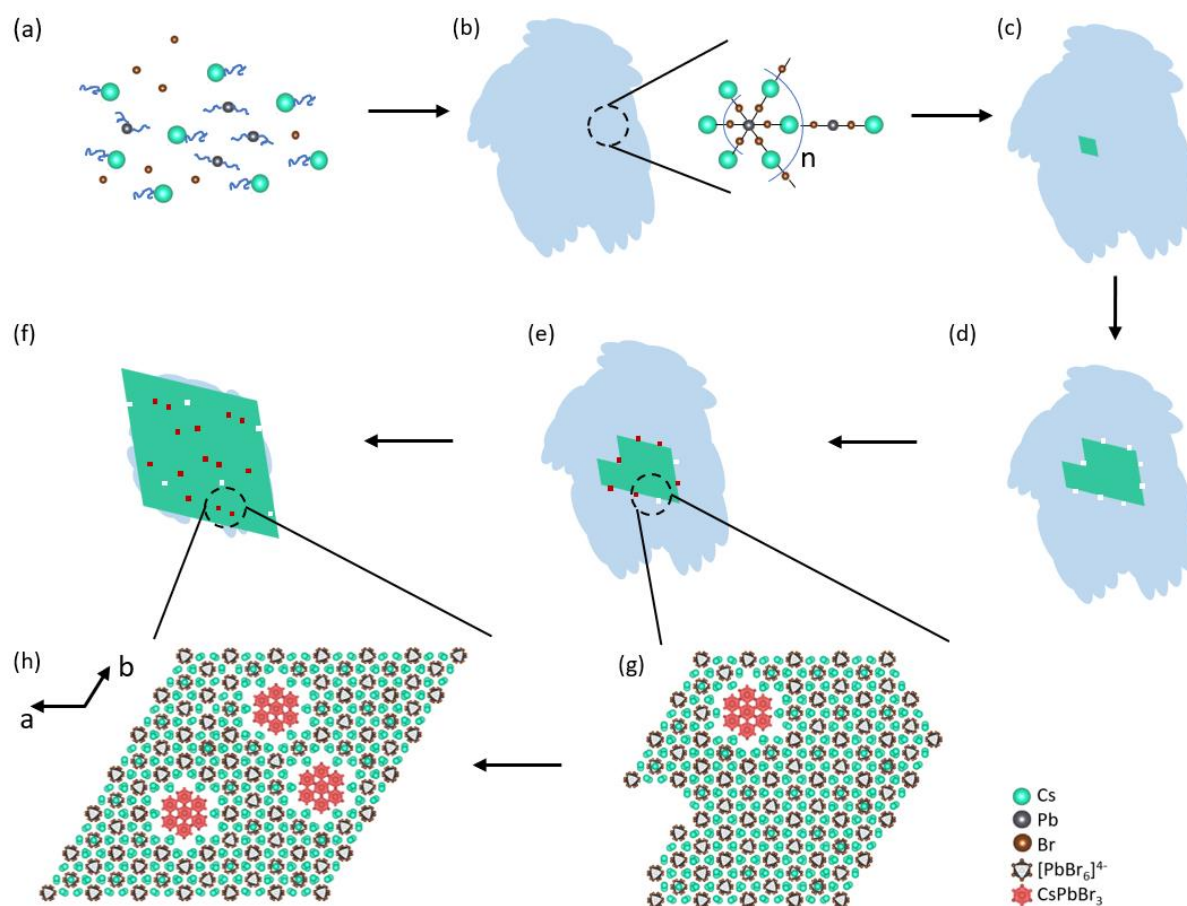 (a)
(b)
n
(c)
(f)
(e)
(d)
(h)
b
a
(g)
Cs
Pb
Br
[PbBr₆]⁴⁻
CsPbBr₃